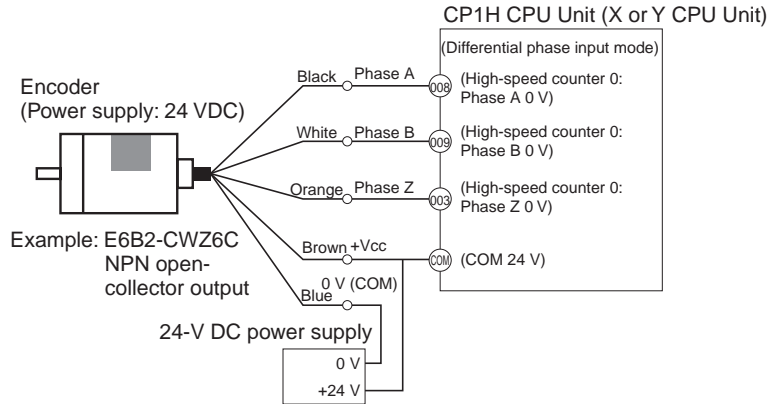 CP1H CPU Unit (X or Y CPU Unit)
(Differential phase input mode)
Encoder
(Power supply: 24 VDC)
Black Phase A
008
(High-speed counter 0:
Phase A 0 V)
White Phase B
009
(High-speed counter 0:
Phase B 0 V)
Orange Phase Z
003
(High-speed counter 0:
Phase Z 0 V)
Example: E6B2-CWZ6C
NPN open-
collector output
Brown +Vcc
COM
(COM 24 V)
0 V (COM)
Blue
24-V DC power supply
0 V
+24 V